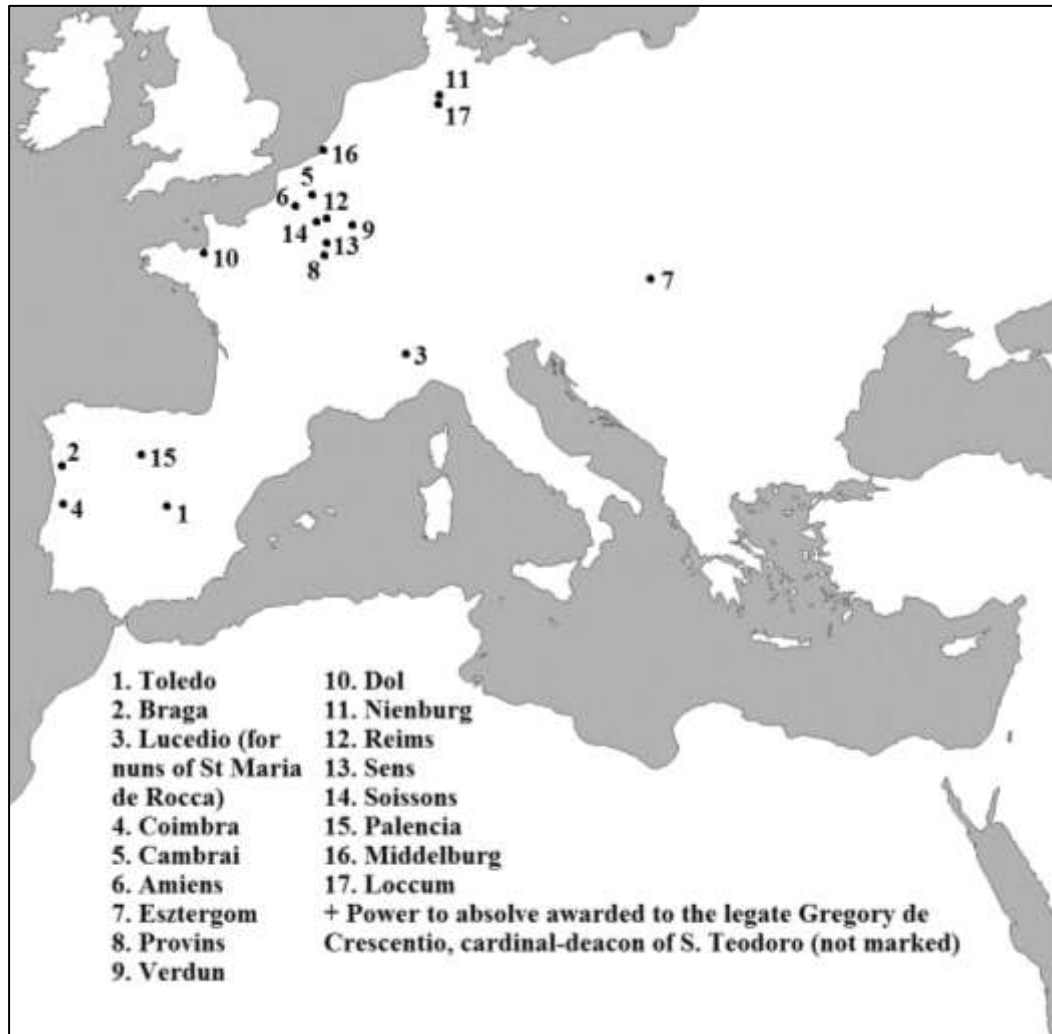 11
17
16
5
6
12
14
9
13
10
8
7
3
2
15
4
1
1. Toledo
2. Braga
3. Lucedio (for
nuns of St Maria
de Rocca)
4. Coimbra
5. Cambrai
6. Amiens
7. Esztergom
8. Provins
9. Verdun
10. Dol
11. Nienburg
12. Reims
13. Sens
14. Soissons
15. Palencia
16. Middelburg
17. Loccum
+ Power to absolve awarded to the legate Gregory de
Crescentio, cardinal-deacon of S. Teodoro (not marked)